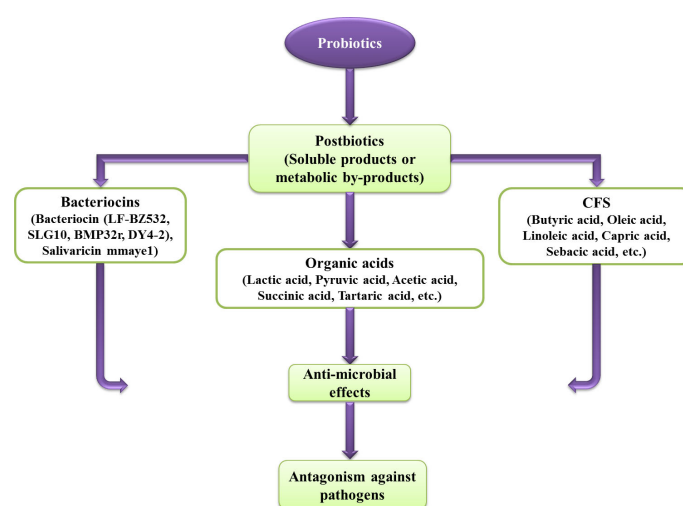 Probiotics
Postbiotics
(Soluble products or
metabolic by-products)
Bacteriocins
(Bacteriocin (LF-BZ532,
SLG10, BMP32r, DY4-2),
Salivaricin mmaye1)
Organic acids
(Lactic acid, Pyruvic acid, Acetic acid,
Succinic acid, Tartaric acid, etc.)
CFS
(Butyric acid, Oleic acid,
Linoleic acid, Capric acid,
Sebacic acid, etc.)
Anti-microbial
effects
Antagonism against
pathogens